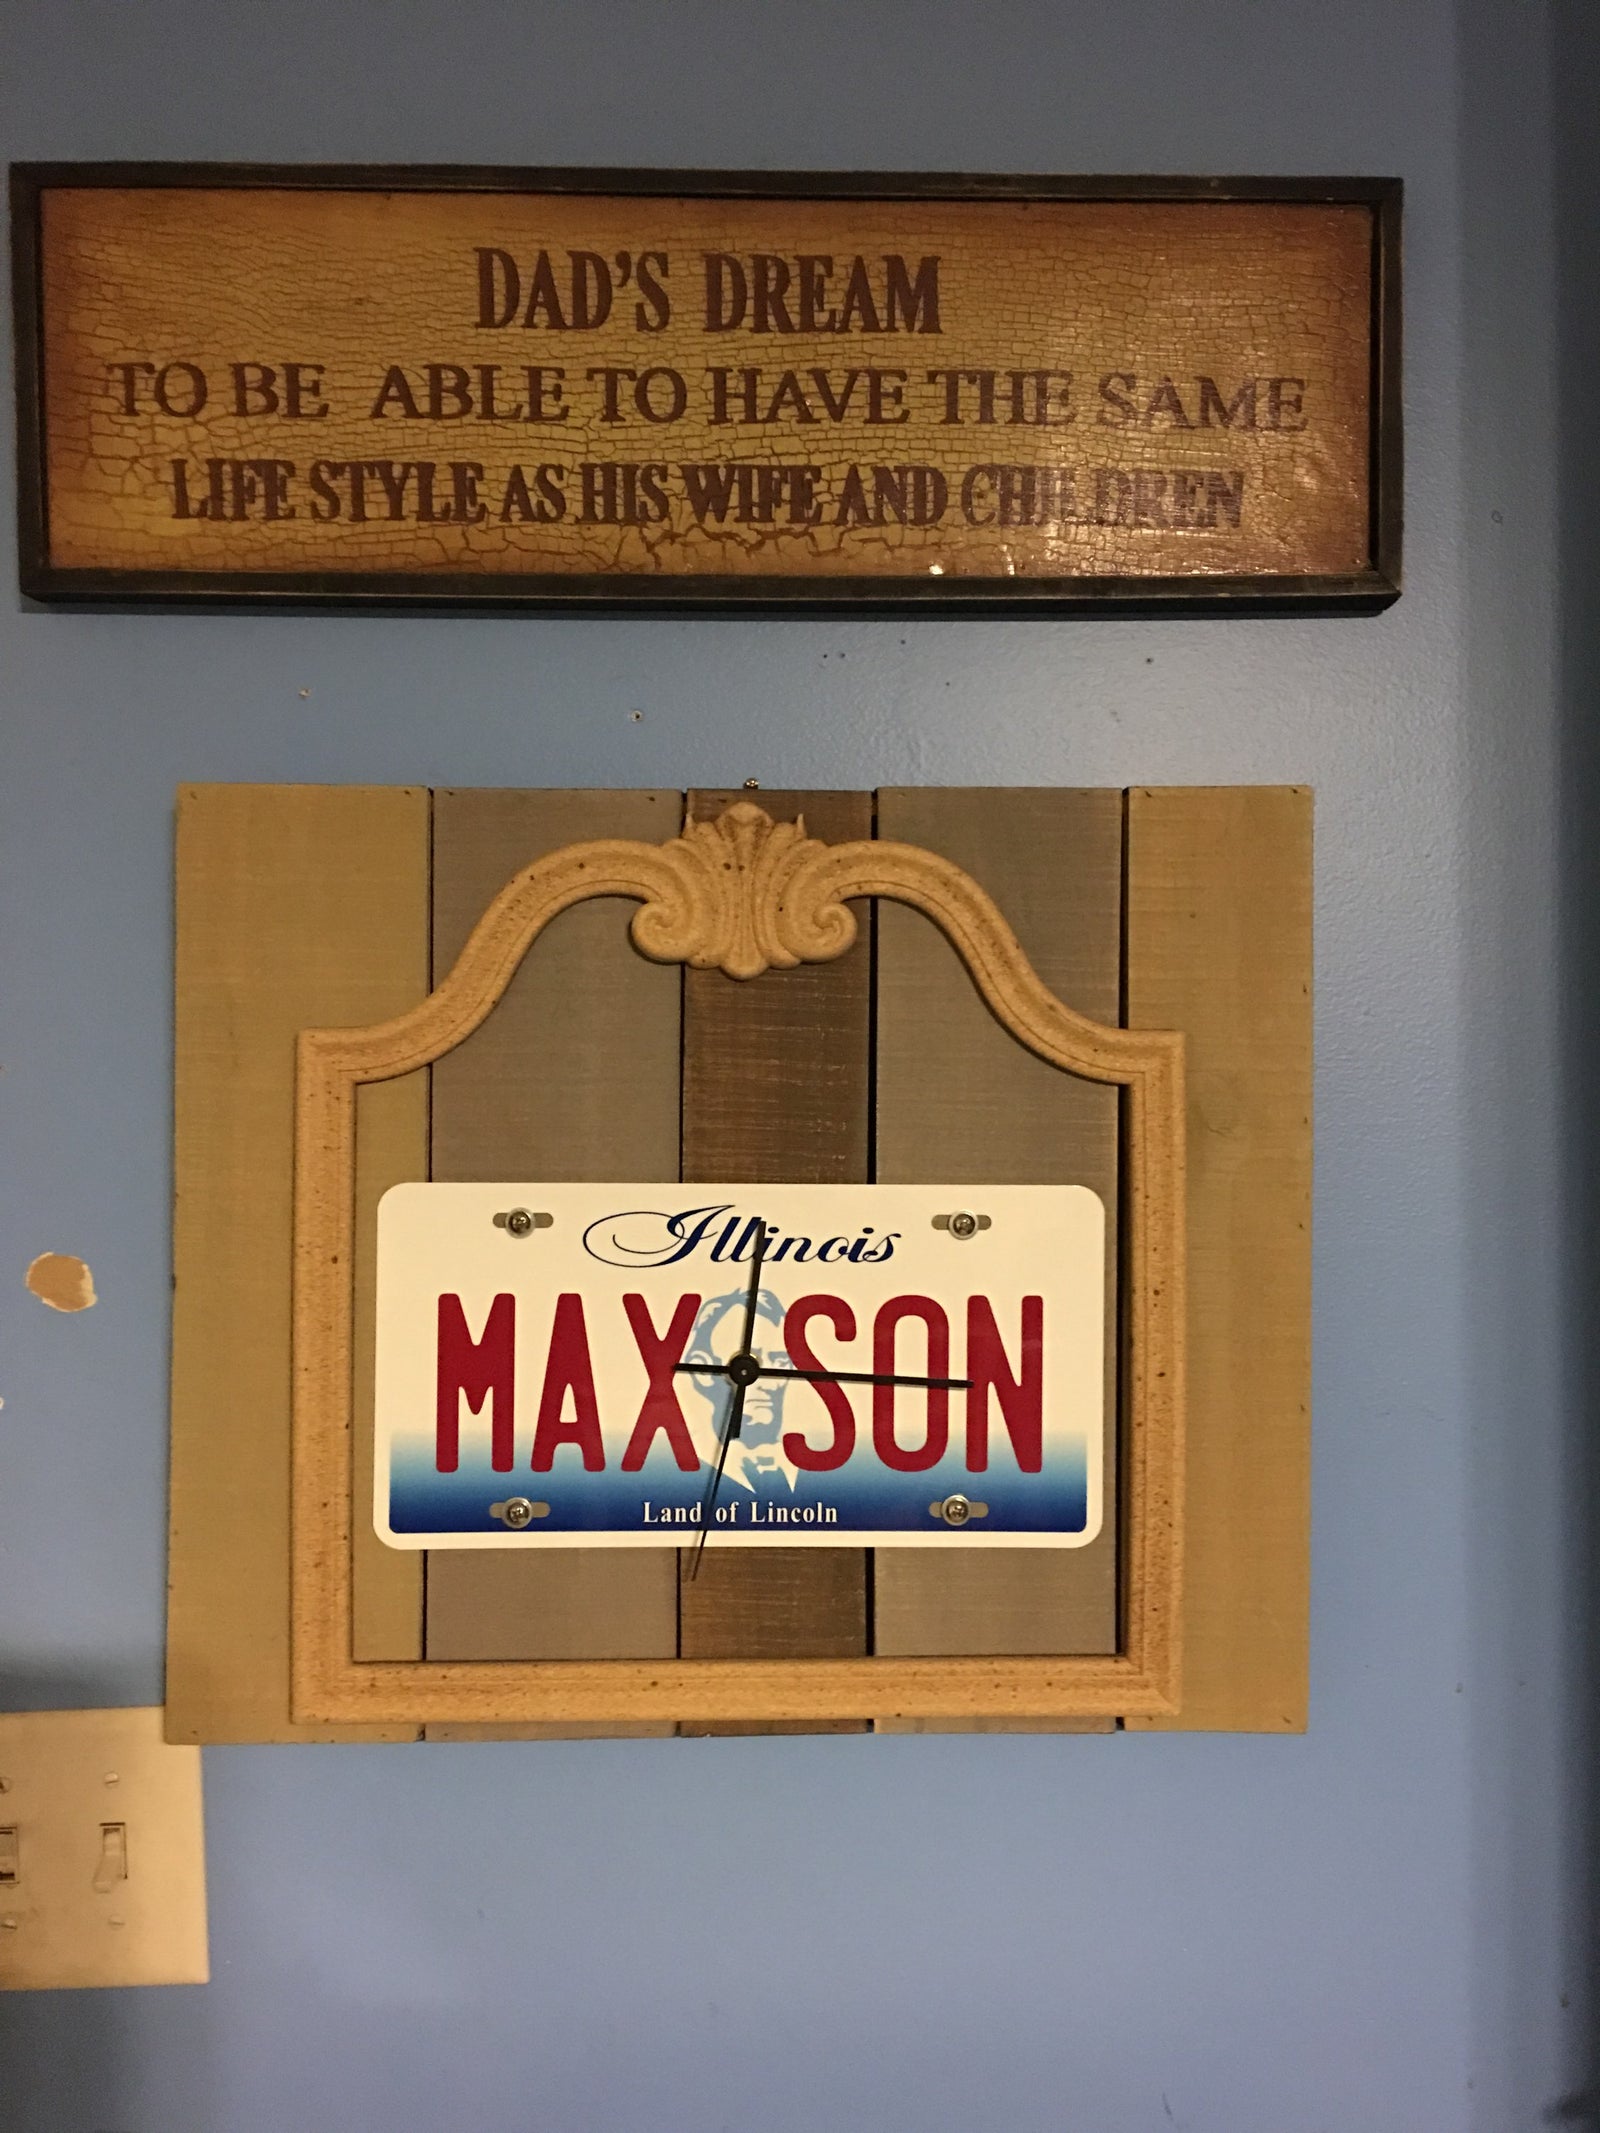 DAD'S DREAM
TO BE ABLE TO HAVE THE SAME
LIFE STYLE AS HIS WIFE AND CHILDREN
Illinois
MAX SON
Land of Lincoln